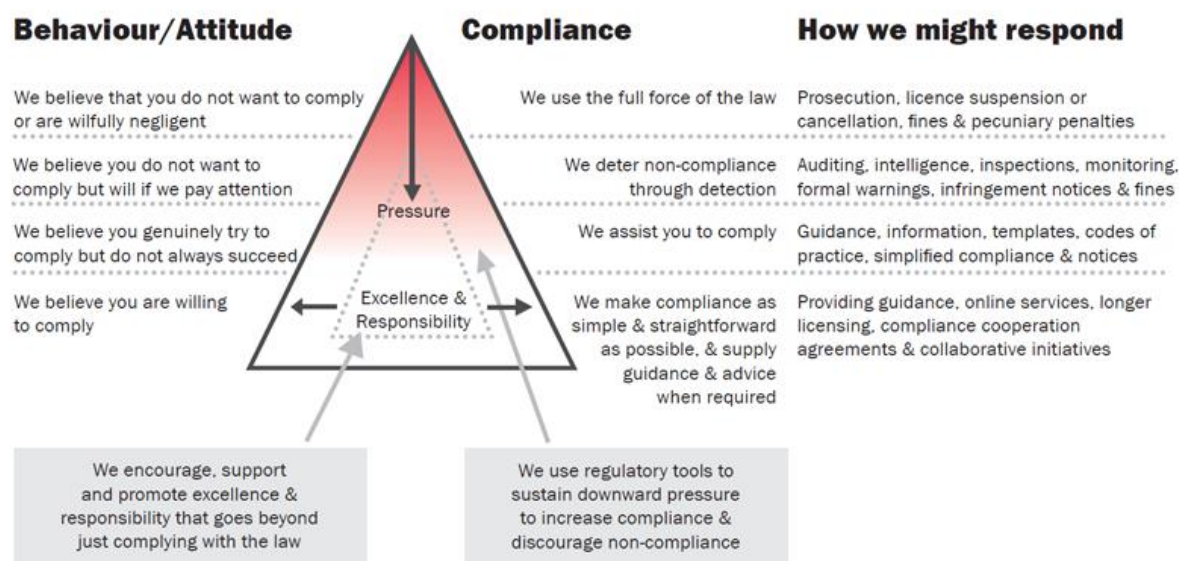 Behaviour/Attitude
Compliance
How we might respond
We believe that you do not want to comply
or are wilfully negligent
We use the full force of the law
Prosecution, licence suspension or
cancellation, fines & pecuniary penalties
We believe you do not want to
comply but will if we pay attention
We deter non-compliance
through detection
Auditing, intelligence, inspections, monitoring,
formal warnings, infringement notices & fines
Pressure
We believe you genuinely try to
comply but do not always succeed
We assist you to comply
Guidance, information, templates, codes of
practice, simplified compliance & notices
We believe you are willing
to comply
Excellence &
Responsibility
We make compliance as
simple & straightforward
as possible, & supply
guidance & advice
when required
Providing guidance, online services, longer
licensing, compliance cooperation
agreements & collaborative initiatives
We encourage, support
and promote excellence &
responsibility that goes beyond
just complying with the law
We use regulatory tools to
sustain downward pressure
to increase compliance &
discourage non-compliance